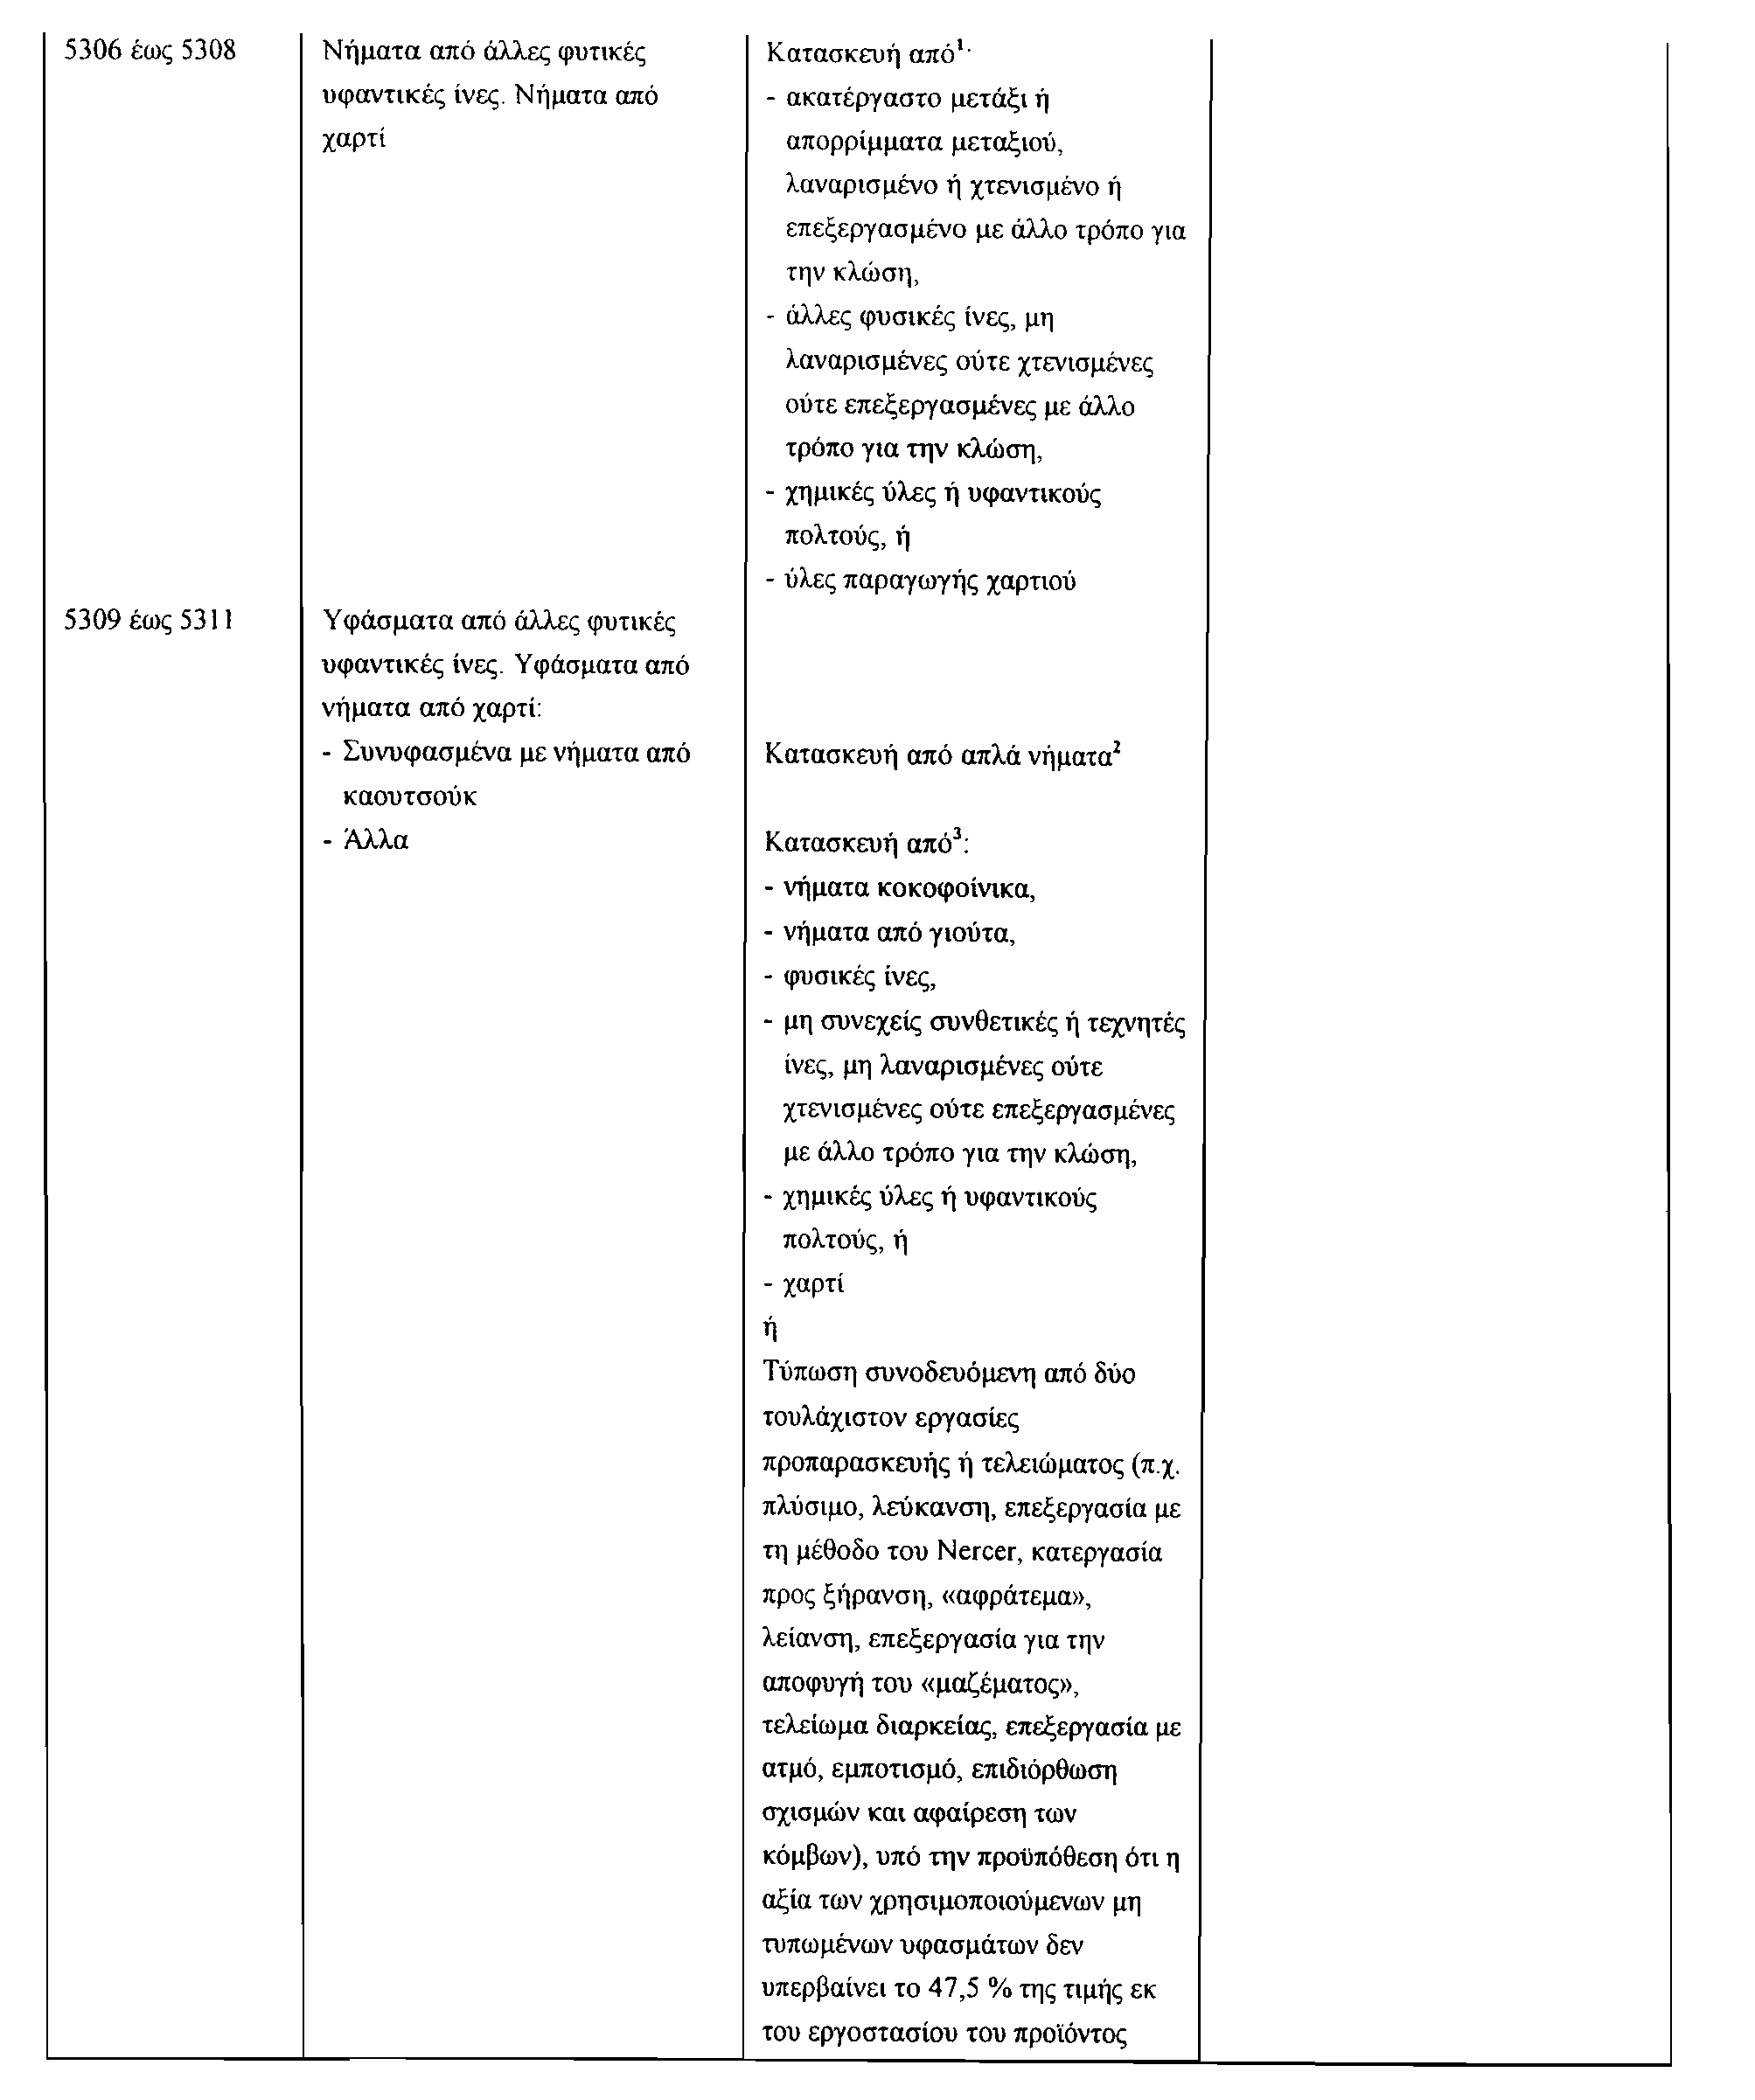 5306 έως 5308
Νήματα από άλλες φυτικές
υφαντικές ίνες. Νήματα από
χαρτί
Κατασκευή από¹·
- ακατέργαστο μετάξι ή
απορρίμματα μεταξιού,
λαναρισμένο ή χτενισμένο ή
επεξεργασμένο με άλλο τρόπο για
την κλώση,
- άλλες φυσικές ίνες, μη
λαναρισμένες ούτε χτενισμένες
ούτε επεξεργασμένες με άλλο
τρόπο για την κλώση,
- χημικές ύλες ή υφαντικούς
πολτούς, ή
- ύλες παραγωγής χαρτιού
5309 έως 5311
Υφάσματα από άλλες φυτικές
υφαντικές ίνες. Υφάσματα από
νήματα από χαρτί:
- Συνυφασμένα με νήματα από
καουτσούκ
Κατασκευή από απλά νήματα²
- Άλλα
Κατασκευή από³:
- νήματα κοκοφοίνικα,
- νήματα από γιούτα,
- φυσικές ίνες,
- μη συνεχείς συνθετικές ή τεχνητές
ίνες, μη λαναρισμένες ούτε
χτενισμένες ούτε επεξεργασμένες
με άλλο τρόπο για την κλώση,
- χημικές ύλες ή υφαντικούς
πολτούς, ή
- χαρτί
ή
Τύπωση συνοδευόμενη από δύο
τουλάχιστον εργασίες
προπαρασκευής ή τελειώματος (π.χ.
πλύσιμο, λεύκανση, επεξεργασία με
τη μέθοδο του Nercer, κατεργασία
προς ξήρανση, «αφράτεμα»,
λείανση, επεξεργασία για την
αποφυγή του «μαζέματος»,
τελείωμα διαρκείας, επεξεργασία με
ατμό, εμποτισμό, επιδιόρθωση
σχισμών και αφαίρεση των
κόμβων), υπό την προϋπόθεση ότι η
αξία των χρησιμοποιούμενων μη
τυπωμένων υφασμάτων δεν
υπερβαίνει το 47,5 % της τιμής εκ
του εργοστασίου του προϊόντος